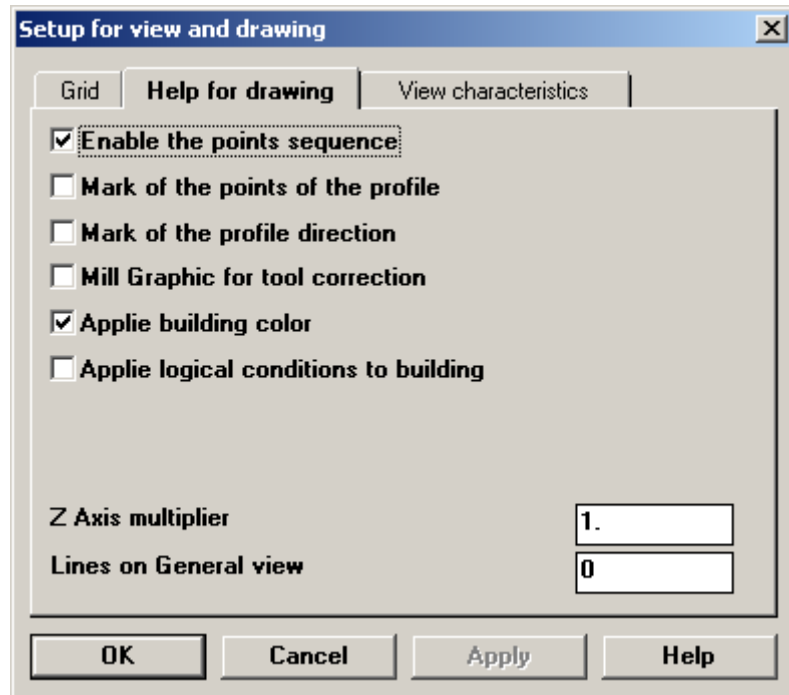 Setup for view and drawing
Grid Help for drawing View characteristics
Enable the points sequence
Mark of the points of the profile
Mark of the profile direction
Mill Graphic for tool correction
Applie building color
Applie logical conditions to building
Z Axis multiplier 1.
Lines on General view 0
OK Cancel Apply Help